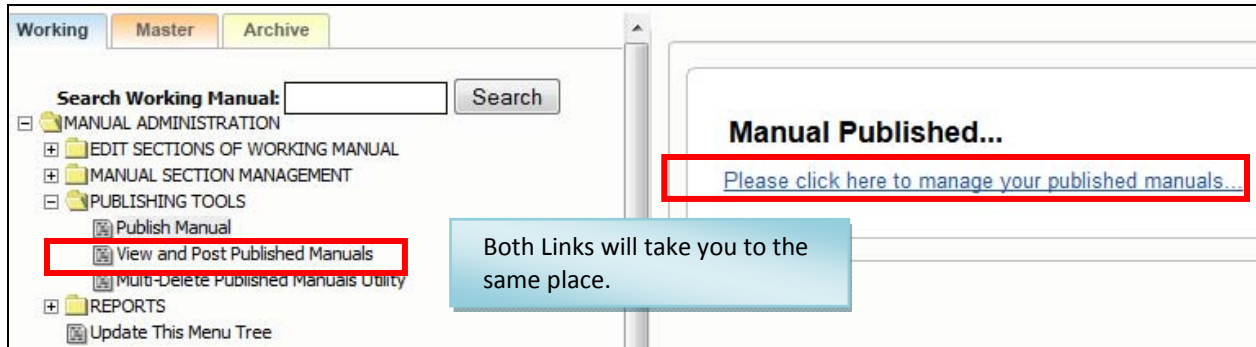 Working
Master
Archive
Search Working Manual:
Search
MANUAL ADMINISTRATION
EDIT SECTIONS OF WORKING MANUAL
MANUAL SECTION MANAGEMENT
PUBLISHING TOOLS
Publish Manual
View and Post Published Manuals
Multi-Delete Published Manuals Utility
REPORTS
Update This Menu Tree
Manual Published...
Please click here to manage your published manuals...
Both Links will take you to the
same place.